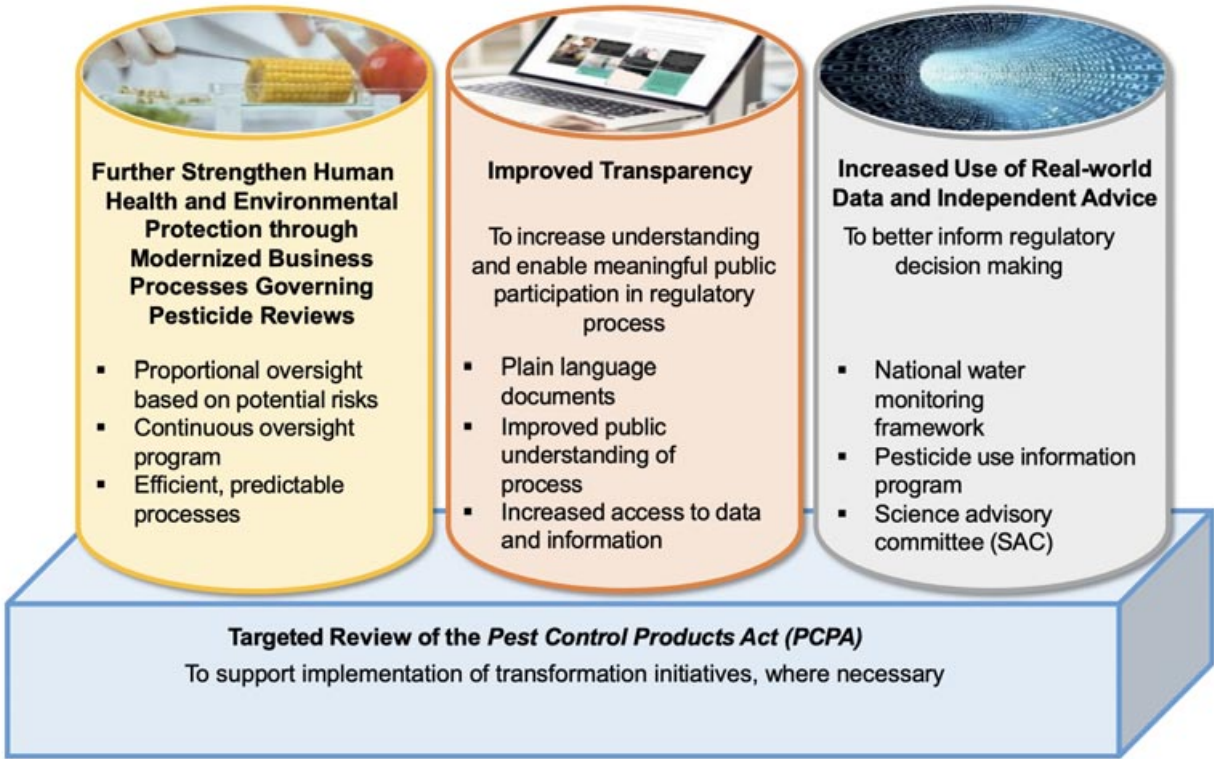 Further Strengthen Human
Health and Environmental
Protection through
Modernized Business
Processes Governing
Pesticide Reviews
▪ Proportional oversight
based on potential risks
▪ Continuous oversight
program
▪ Efficient, predictable
processes
Improved Transparency
To increase understanding
and enable meaningful public
participation in regulatory
process
▪ Plain language
documents
▪ Improved public
understanding of
process
▪ Increased access to data
and information
Increased Use of Real-world
Data and Independent Advice
To better inform regulatory
decision making
▪ National water
monitoring
framework
▪ Pesticide use information
program
▪ Science advisory
committee (SAC)
Targeted Review of the Pest Control Products Act (PCPA)
To support implementation of transformation initiatives, where necessary